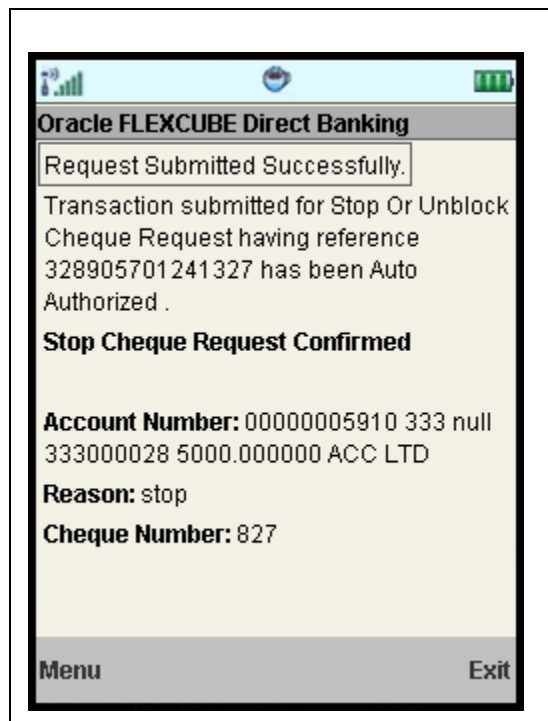 Oracle FLEXCUBE Direct Banking
Request Submitted Successfully.
Transaction submitted for Stop Or Unblock
Cheque Request having reference
328905701241327 has been Auto
Authorized .
Stop Cheque Request Confirmed
Account Number: 00000005910 333 null
333000028 5000.000000 ACC LTD
Reason: stop
Cheque Number: 827
Menu Exit